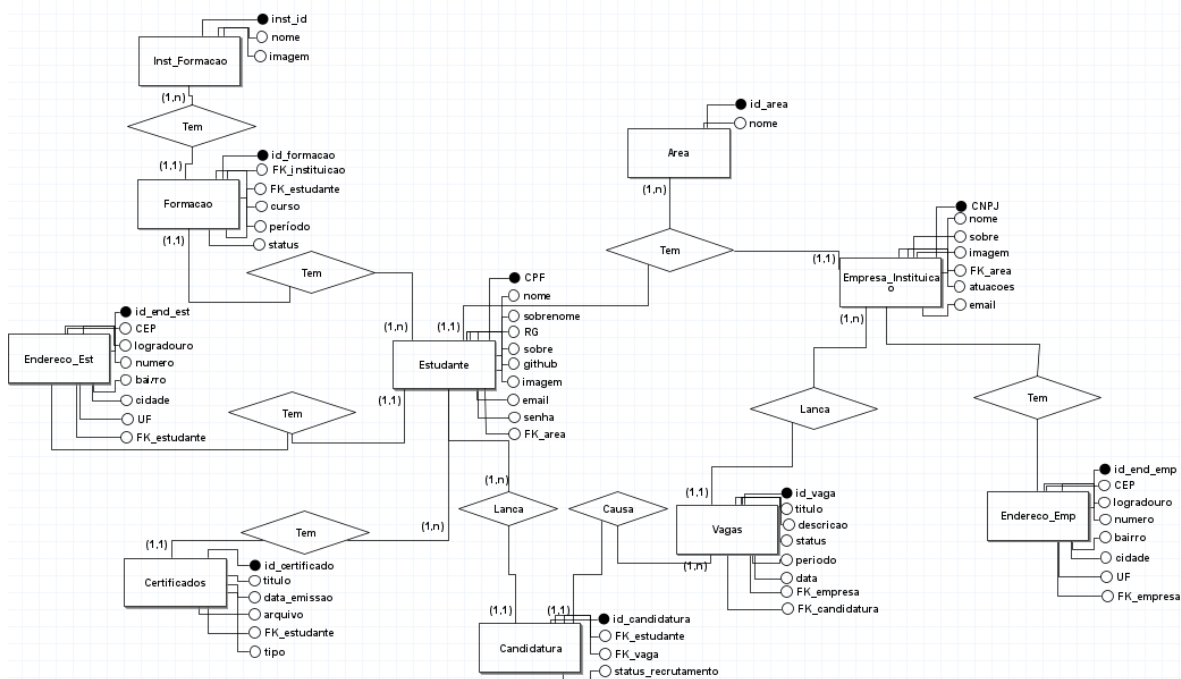 inst_id
nome
imagem
Inst_Formacao
(1,n)
Tem
(1,1)
id_formacao
FK_instituicao
FK_estudante
curso
período
status
Formacao
(1,1)
Tem
(1,n)
id_area
nome
Area
(1,n)
Tem
(1,1)
(1,1)
CNPJ
nome
sobre
imagem
FK_area
atuacoes
email
Empresa_Instituica
o
(1,n)
CPF
nome
sobrenome
RG
sobre
github
imagem
email
senha
FK_area
Estudante
(1,1)
id_end_est
CEP
logradouro
numero
bairro
cidade
UF
FK_estudante
Endereco_Est
Tem
Lanca
Tem
(1,1)
id_vaga
titulo
descricao
status
periodo
data
FK_empresa
FK_candidatura
Vagas
(1,n)
id_end_emp
CEP
logradouro
numero
bairro
cidade
UF
FK_empresa
Endereco_Emp
(1,n)
Lanca
Causa
(1,n)
Tem
(1,1)
id_certificado
titulo
data_emissao
arquivo
FK_estudante
tipo
Certificados
(1,1)
(1,1)
id_candidatura
FK_estudante
FK_vaga
status_recrutamento
Candidatura